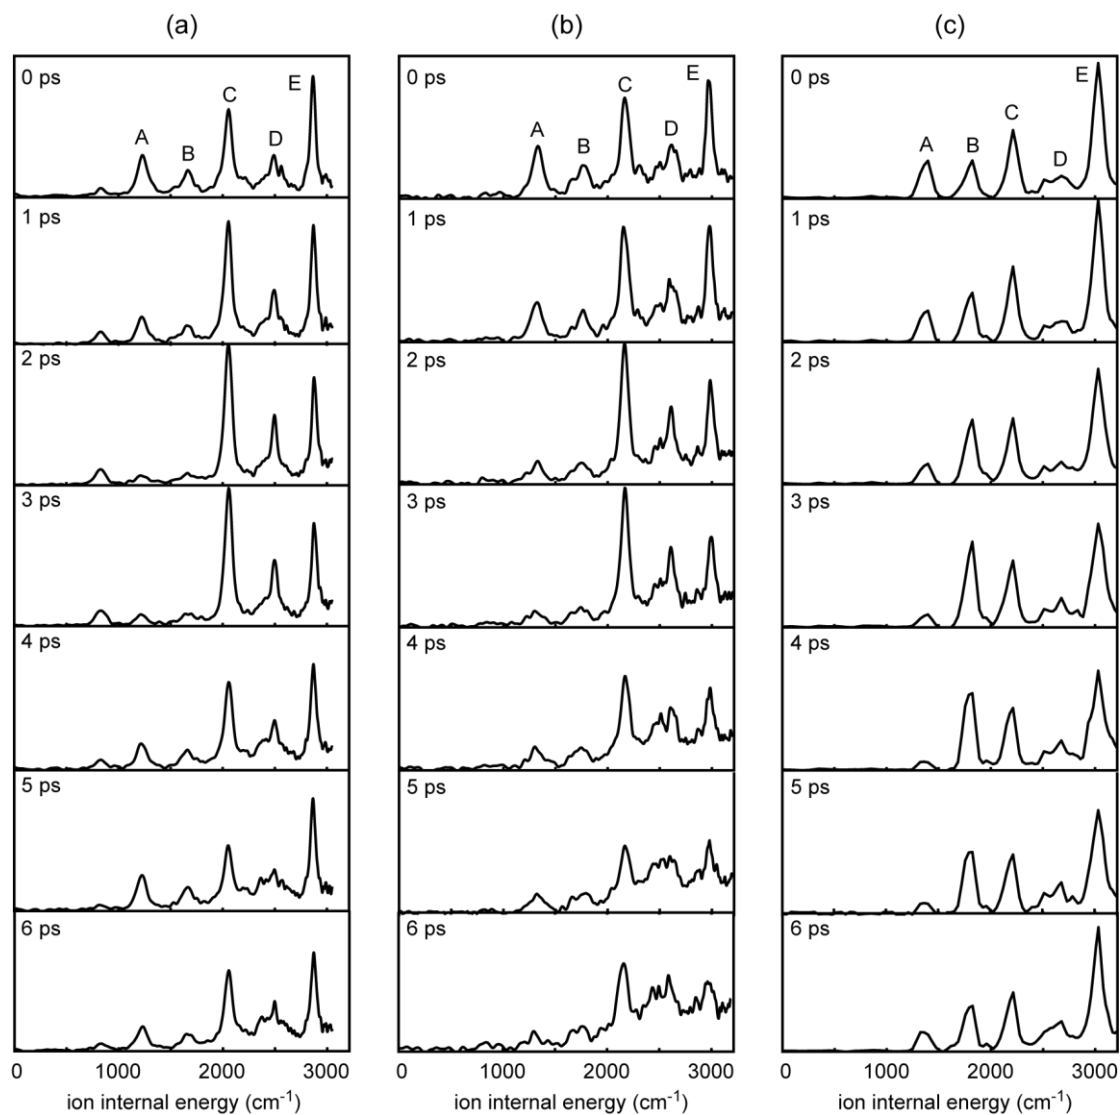 (a) (b) (c)
0 ps A B C D E
0 ps A B C D E
0 ps A B C D E
1 ps 1 ps 1 ps
2 ps 2 ps 2 ps
3 ps 3 ps 3 ps
4 ps 4 ps 4 ps
5 ps 5 ps 5 ps
6 ps 6 ps 6 ps
0 1000 2000 3000 0 1000 2000 3000 0 1000 2000 3000
ion internal energy (cm⁻¹) ion internal energy (cm⁻¹) ion internal energy (cm⁻¹)